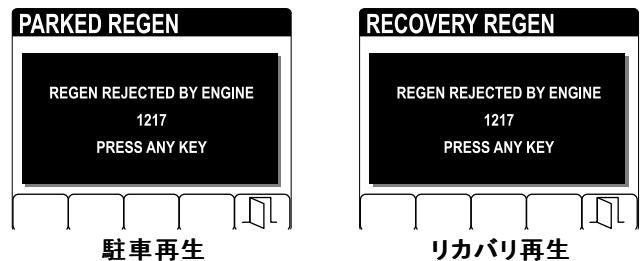 PARKED REGEN
REGEN REJECTED BY ENGINE
1217
PRESS ANY KEY
駐車再生
RECOVERY REGEN
REGEN REJECTED BY ENGINE
1217
PRESS ANY KEY
リカバリ再生